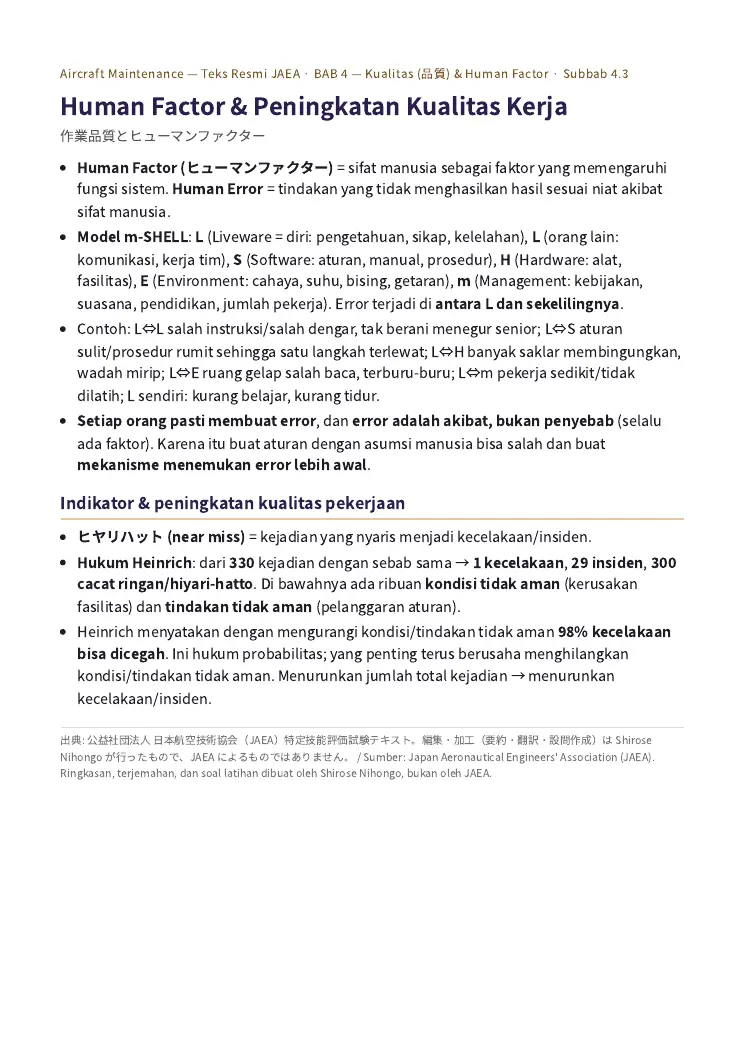 Aircraft Maintenance — Teks Resmi JAEA · BAB 4 — Kualitas (品質) & Human Factor · Subbab 4.3
Human Factor & Peningkatan Kualitas Kerja
作業品質とヒューマンファクター
• Human Factor (ヒューマンファクター) = sifat manusia sebagai faktor yang memengaruhi
fungsi sistem. Human Error = tindakan yang tidak menghasilkan hasil sesuai niat akibat
sifat manusia.
• Model m-SHELL: L (Liveware = diri: pengetahuan, sikap, kelelahan), L (orang lain:
komunikasi, kerja tim), S (Software: aturan, manual, prosedur), H (Hardware: alat,
fasilitas), E (Environment: cahaya, suhu, bising, getaran), m (Management: kebijakan,
suasana, pendidikan, jumlah pekerja). Error terjadi di antara L dan sekelilingnya.
• Contoh: L⇔L salah instruksi/salah dengar, tak berani menegur senior; L⇔S aturan
sulit/prosedur rumit sehingga satu langkah terlewat; L⇔H banyak saklar membingungkan,
wadah mirip; L⇔E ruang gelap salah baca, terburu-buru; L⇔m pekerja sedikit/tidak
dilatih; L sendiri: kurang belajar, kurang tidur.
• Setiap orang pasti membuat error, dan error adalah akibat, bukan penyebab (selalu
ada faktor). Karena itu buat aturan dengan asumsi manusia bisa salah dan buat
mekanisme menemukan error lebih awal.
Indikator & peningkatan kualitas pekerjaan
• ヒヤリハット (near miss) = kejadian yang nyaris menjadi kecelakaan/insiden.
• Hukum Heinrich: dari 330 kejadian dengan sebab sama → 1 kecelakaan, 29 insiden, 300
cacat ringan/hiyari-hatto. Di bawahnya ada ribuan kondisi tidak aman (kerusakan
fasilitas) dan tindakan tidak aman (pelanggaran aturan).
• Heinrich menyatakan dengan mengurangi kondisi/tindakan tidak aman 98% kecelakaan
bisa dicegah. Ini hukum probabilitas; yang penting terus berusaha menghilangkan
kondisi/tindakan tidak aman. Menurunkan jumlah total kejadian → menurunkan
kecelakaan/insiden.
出典: 公益社団法人 日本航空技術協会（JAEA）特定技能評価試験テキスト。編集・加工（要約・翻訳・設問作成）は Shirose
Nihongo が行ったもので、JAEA によるものではありません。 / Sumber: Japan Aeronautical Engineers' Association (JAEA).
Ringkasan, terjemahan, dan soal latihan dibuat oleh Shirose Nihongo, bukan oleh JAEA.